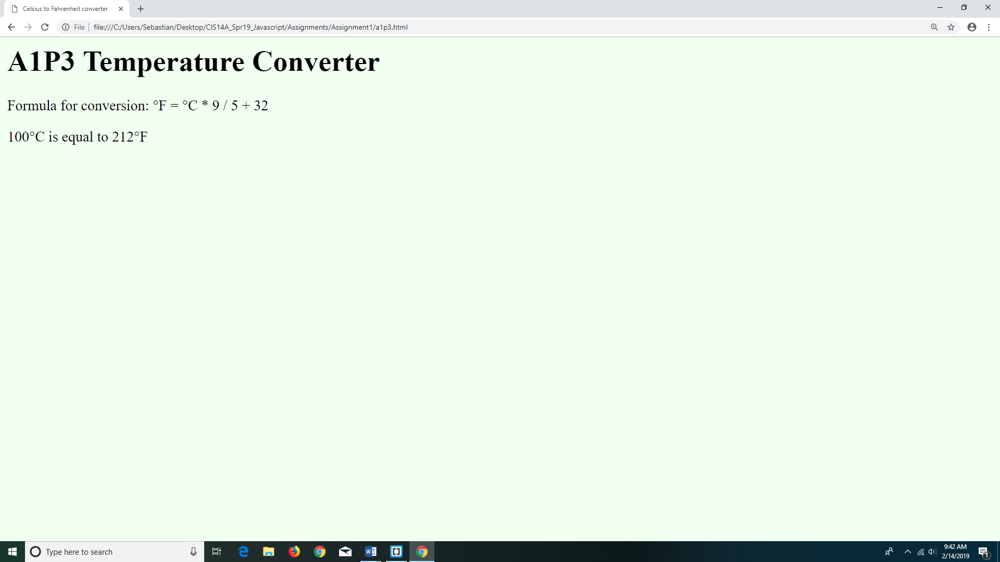 Celsius to Fahrenheit converter
File file:///C:/Users/Sebastian/Desktop/CIS14A_Spr19_Javascript/Assignments/Assignment1/a1p3.html
A1P3 Temperature Converter
Formula for conversion: °F = °C * 9 / 5 + 32
100°C is equal to 212°F
Type here to search
9:42 AM
2/14/2019
1